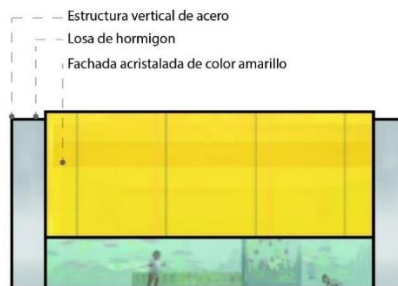 Estructura vertical de acero
Losa de hormigon
Fachada acristalada de color amarillo